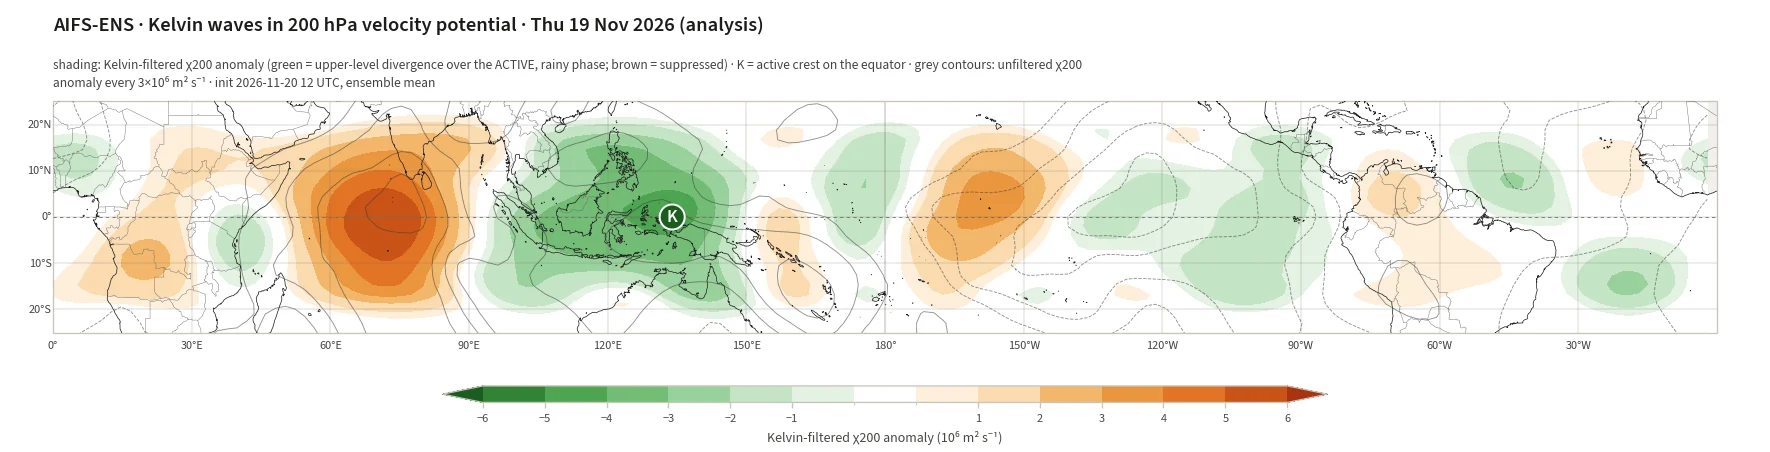 AIFS-ENS · Kelvin waves in 200 hPa velocity potential · Thu 19 Nov 2026 (analysis)
shading: Kelvin-filtered χ200 anomaly (green = upper-level divergence over the ACTIVE, rainy phase; brown = suppressed) · K = active crest on the equator · grey contours: unfiltered χ200
anomaly every 3×10⁶ m² s⁻¹ · init 2026-11-20 12 UTC, ensemble mean
20°N
10°N
0°
K
10°S
20°S
0° 30°E 60°E 90°E 120°E 150°E 180° 150°W 120°W 90°W 60°W 30°W
−6 −5 −4 −3 −2 −1 1 2 3 4 5 6
Kelvin-filtered χ200 anomaly (10⁶ m² s⁻¹)